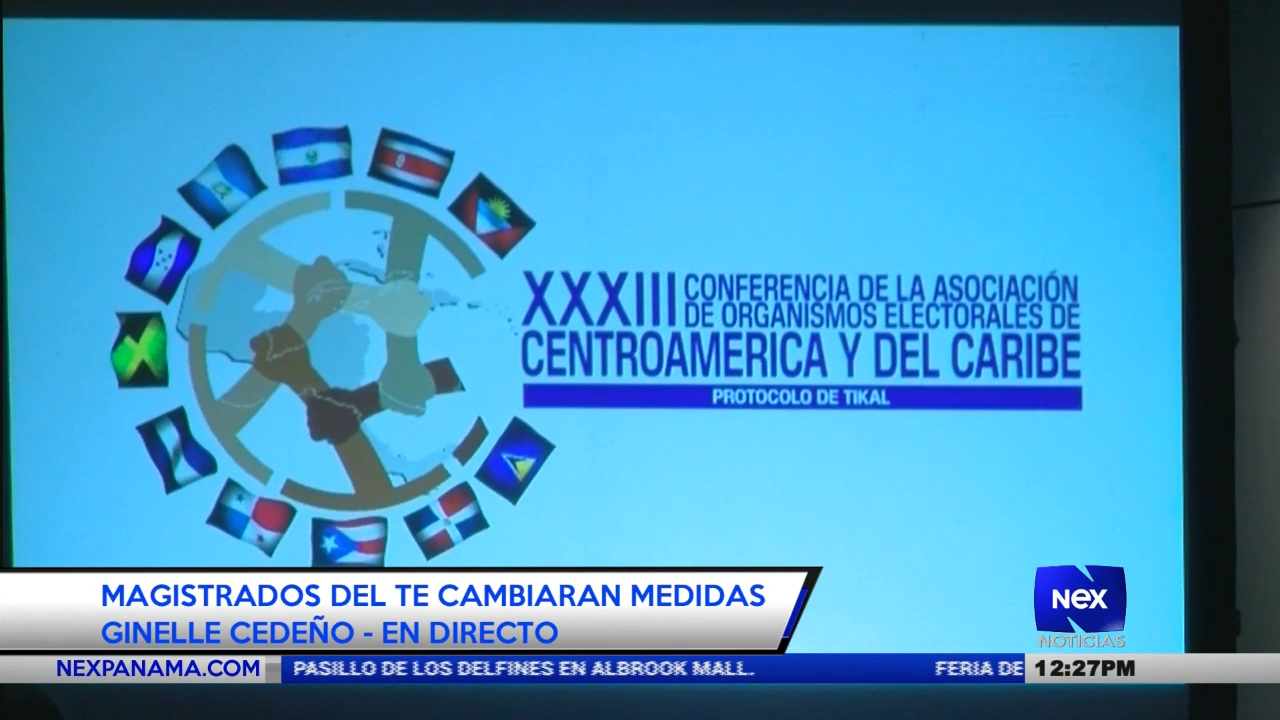 XXXIII CONFERENCIA DE LA ASOCIACIÓN
DE ORGANISMOS ELECTORALES DE
CENTROAMERICA Y DEL CARIBE
PROTOCOLO DE TIKAL
MAGISTRADOS DEL TE CAMBIARAN MEDIDAS
GINELLE CEDEÑO - EN DIRECTO
NEX
NOTICIAS
NEXPANAMA.COM PASILLO DE LOS DELFINES EN ALBROOK MALL. FERIA DE 12:27PM